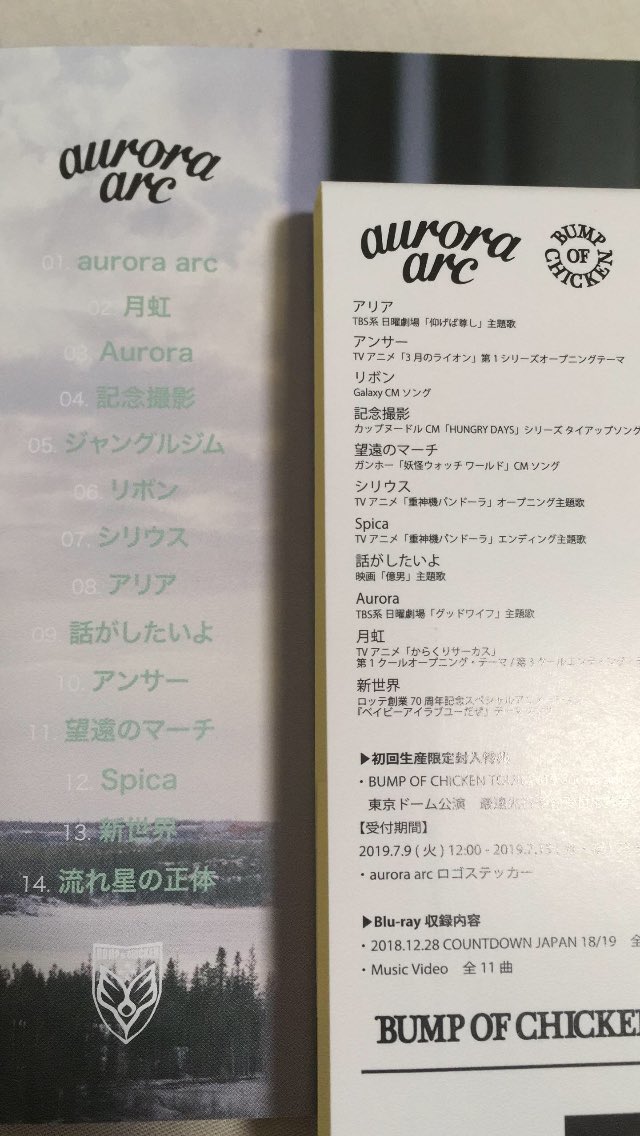 aurora
arc
01. aurora arc
02. 月虹
03. Aurora
04. 記念撮影
05. ジャングルジム
06. リボン
07. シリウス
08. アリア
09. 話がしたいよ
10. アンサー
11. 望遠のマーチ
12. Spica
13. 新世界
14. 流れ星の正体
aurora
arc
BUMP
OF
CHICKEN
アリア
TBS系 日曜劇場「仰げば尊し」主題歌
アンサー
TVアニメ「3月のライオン」第1シリーズオープニングテーマ
リボン
Galaxy CM ソング
記念撮影
カップヌードル CM「HUNGRY DAYS」シリーズ タイアップソング
望遠のマーチ
ガンホー「妖怪ウォッチ ワールド」CM ソング
シリウス
TVアニメ「重神機パンドーラ」オープニング主題歌
Spica
TVアニメ「重神機パンドーラ」エンディング主題歌
話がしたいよ
映画「億男」主題歌
Aurora
TBS系 日曜劇場「グッドワイフ」主題歌
月虹
TVアニメ「からくりサーカス」
第1クールオープニング・テーマ / 第3クールエンディング・
新世界
ロッテ創業70周年記念スペシャルアニメ
『ベイビーアイラブユーだぜ』テーマ
▶初回生産限定封入特典
・BUMP OF CHICKEN TOUR
東京ドーム公演
【受付期間】
2019.7.9 (火) 12:00 - 2019.7.15
・aurora arc ロゴステッカー
▶Blu-ray 収録内容
・2018.12.28 COUNTDOWN JAPAN 18/19 全
・Music Video 全11曲
BUMP OF CHICKE